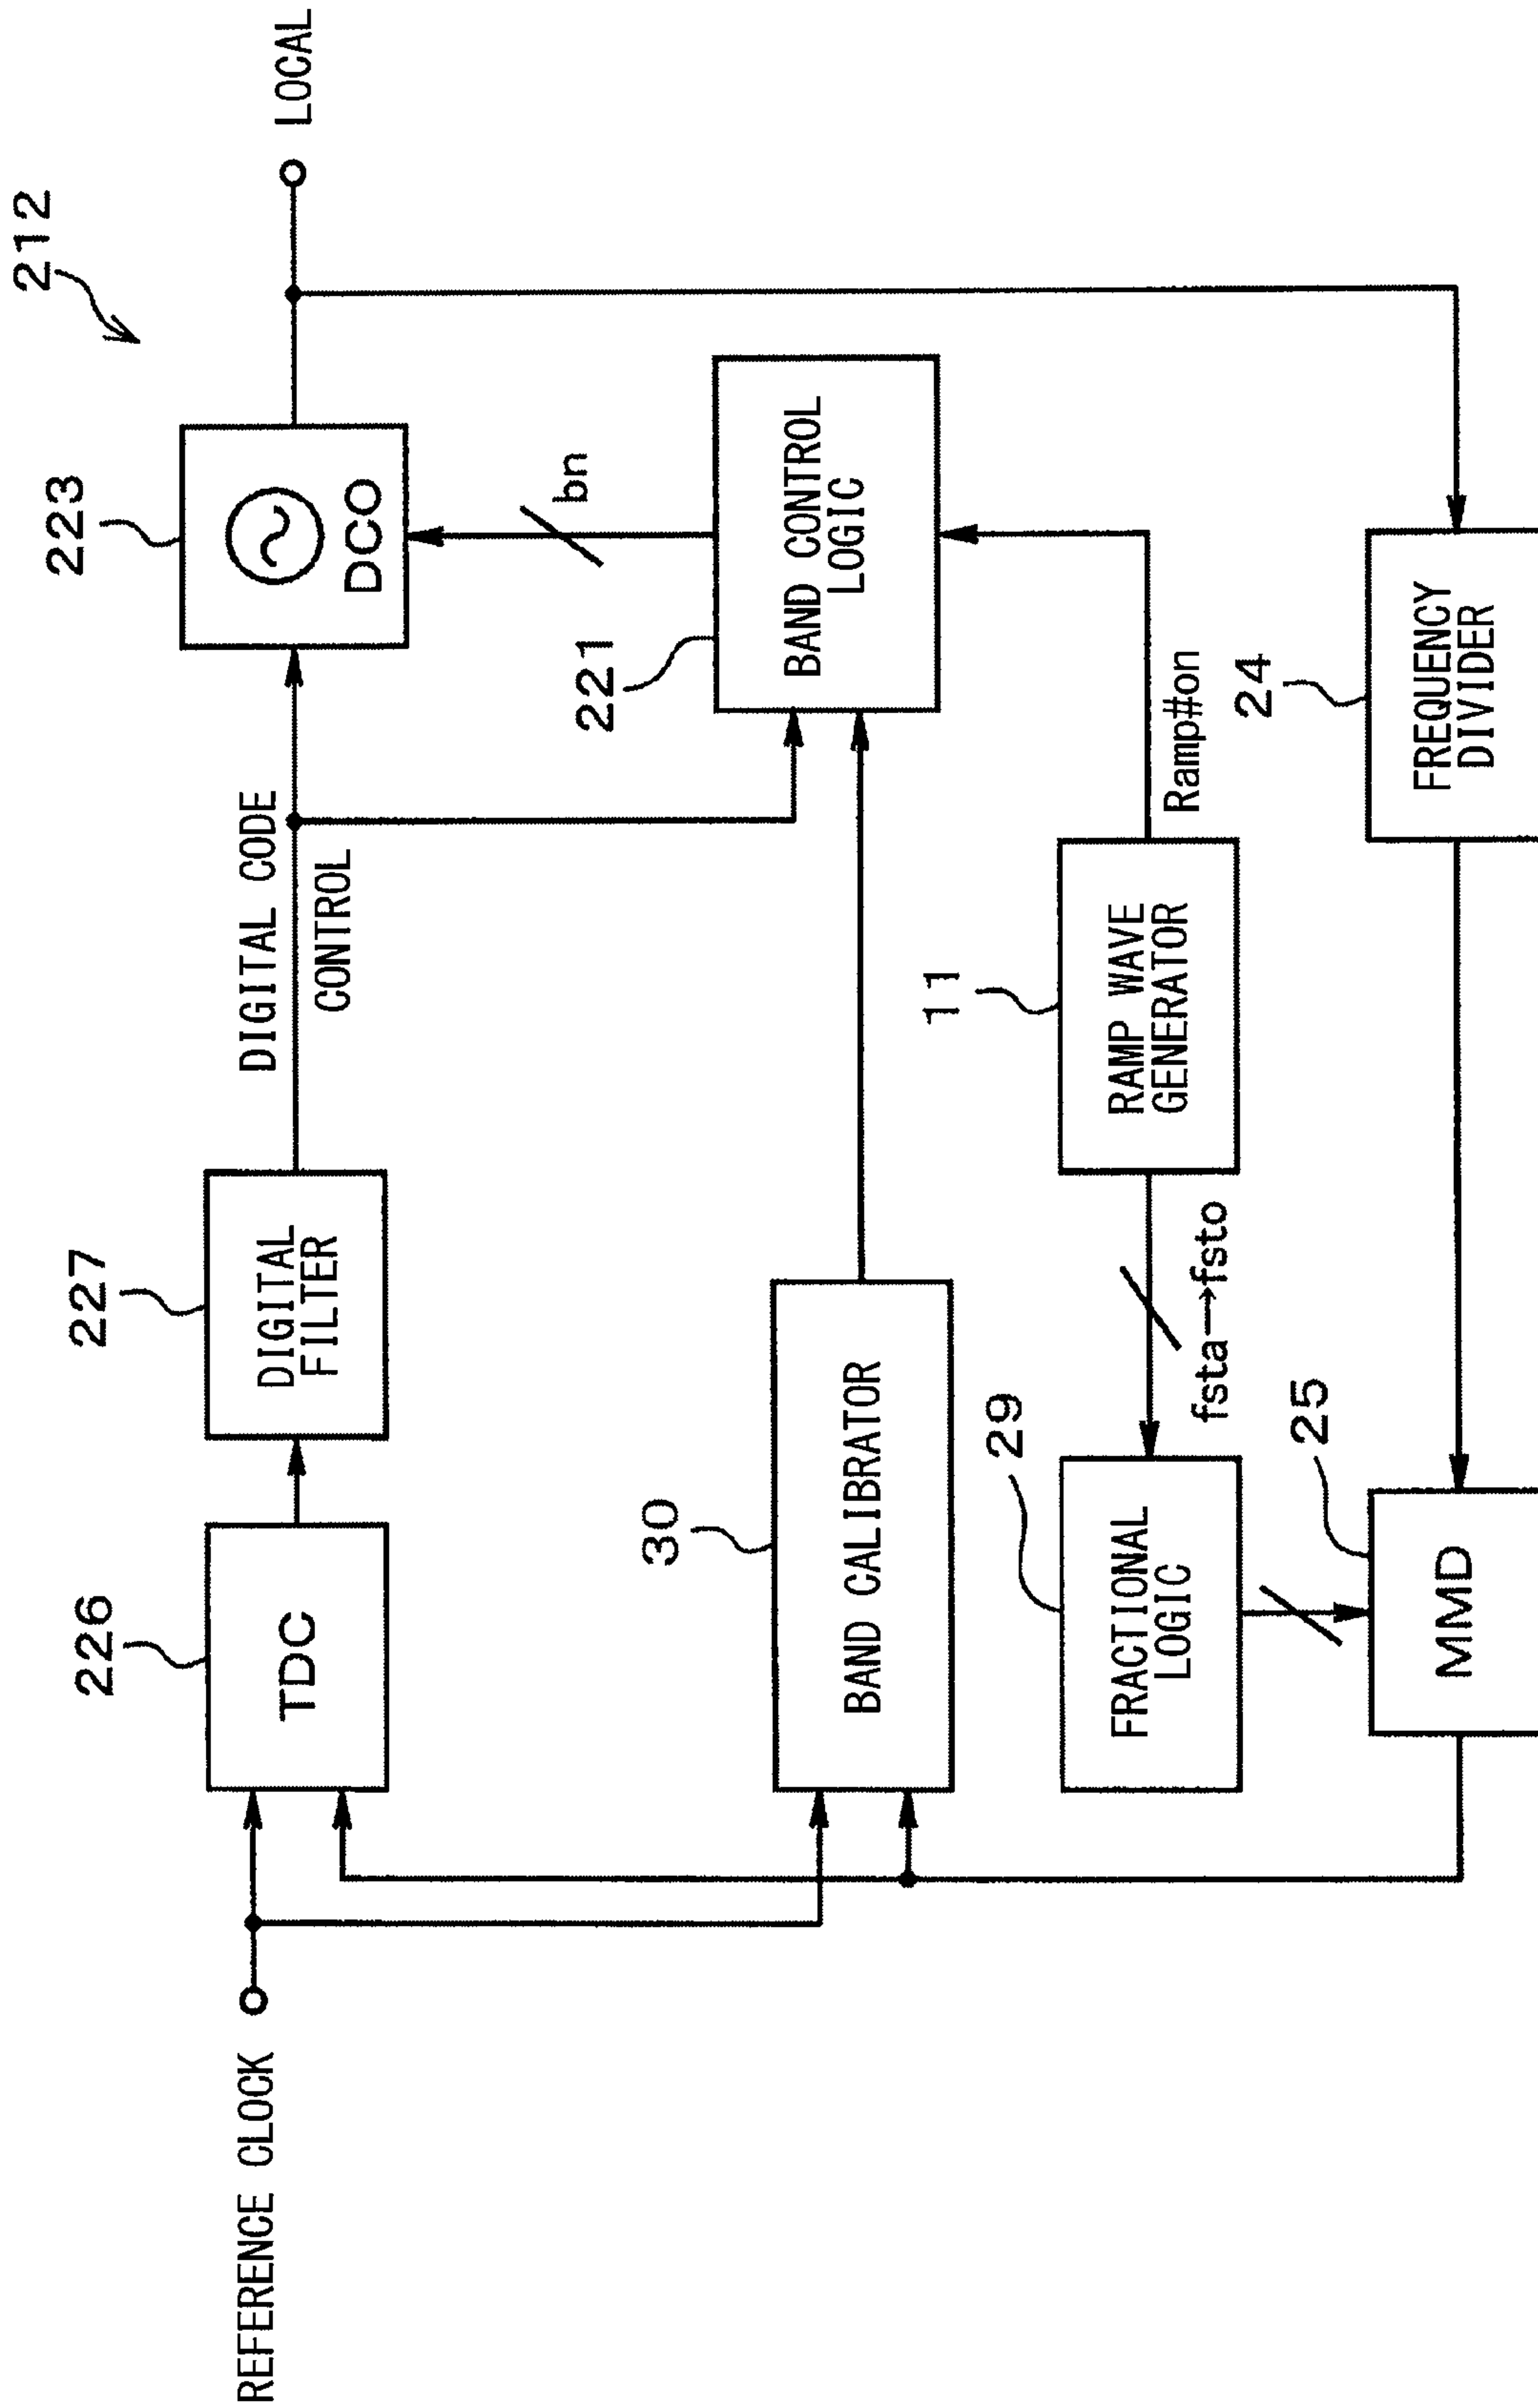 212
REFERENCE CLOCK
226
TDC
227
DIGITAL
FILTER
DIGITAL CODE
CONTROL
223
DCO
LOCAL
bn
30
BAND CALIBRATOR
221
BAND CONTROL
LOGIC
29
FRACTIONAL
LOGIC
fsta→fsto
11
RAMP WAVE
GENERATOR
Ramp#on
25
MMD
24
FREQUENCY
DIVIDER